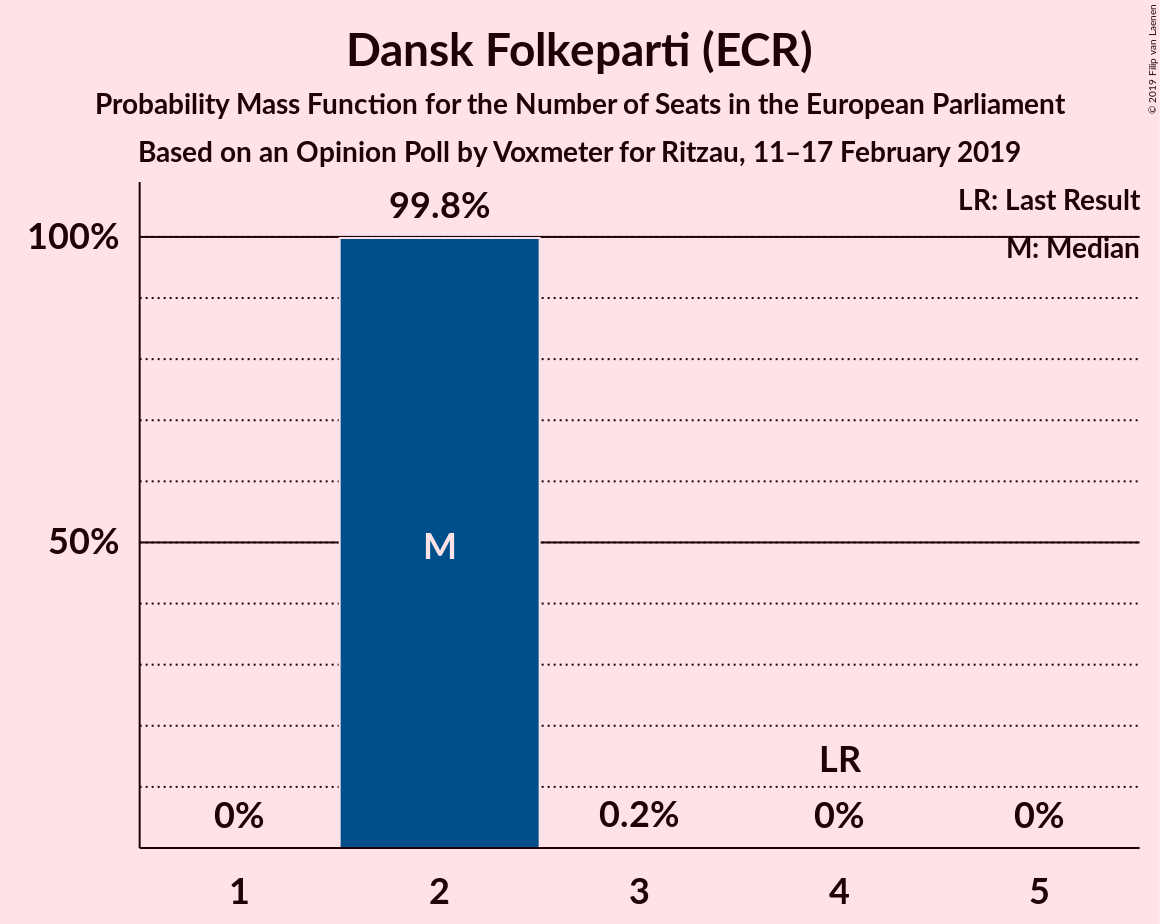 Dansk Folkeparti (ECR)
Probability Mass Function for the Number of Seats in the European Parliament
Based on an Opinion Poll by Voxmeter for Ritzau, 11–17 February 2019
© 2019 Filip van Laenen
LR: Last Result
M: Median
99.8%
100%
50%
M
LR
0%
0.2%
0%
0%
1
2
3
4
5